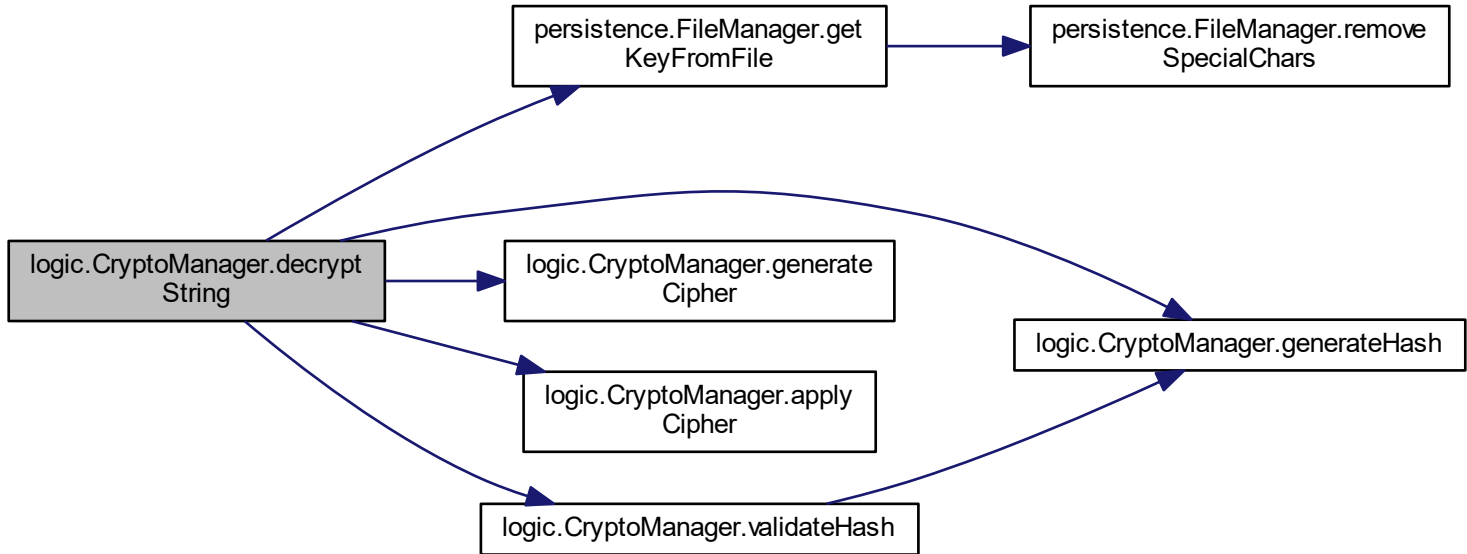 persistence.FileManager.get
KeyFromFile
persistence.FileManager.remove
SpecialChars
logic.CryptoManager.decrypt
String
logic.CryptoManager.generate
Cipher
logic.CryptoManager.generateHash
logic.CryptoManager.apply
Cipher
logic.CryptoManager.validateHash